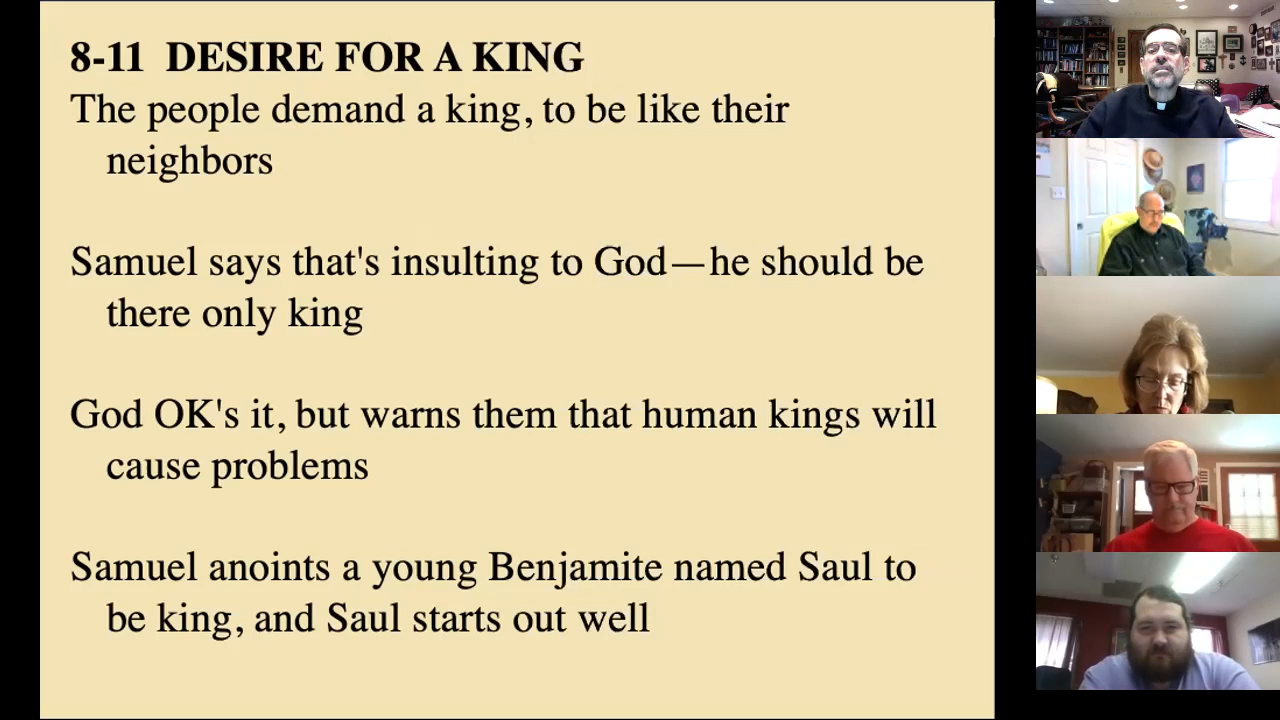 8-11 DESIRE FOR A KING
The people demand a king, to be like their
neighbors
Samuel says that's insulting to God—he should be
there only king
God OK's it, but warns them that human kings will
cause problems
Samuel anoints a young Benjamite named Saul to
be king, and Saul starts out well